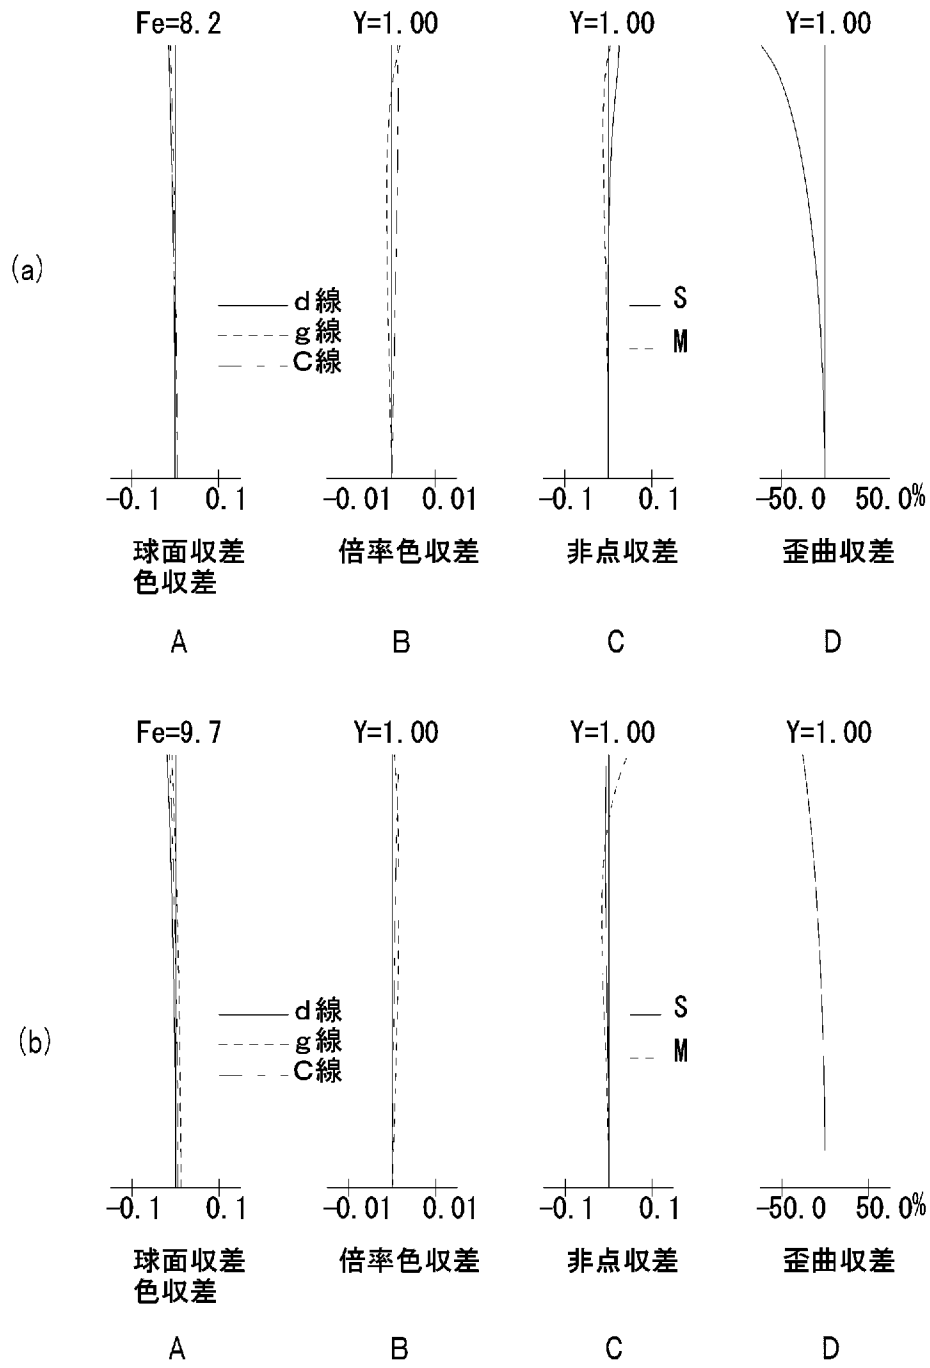 Fe=8.2 Y=1.00 Y=1.00 Y=1.00
(a)
d線
g線
C線
S
M
-0.1 0.1 -0.01 0.01 -0.1 0.1 -50.0 50.0%
球面収差 倍率色収差 非点収差 歪曲収差
色収差
A B C D
Fe=9.7 Y=1.00 Y=1.00 Y=1.00
(b)
d線
g線
C線
S
M
-0.1 0.1 -0.01 0.01 -0.1 0.1 -50.0 50.0%
球面収差 倍率色収差 非点収差 歪曲収差
色収差
A B C D